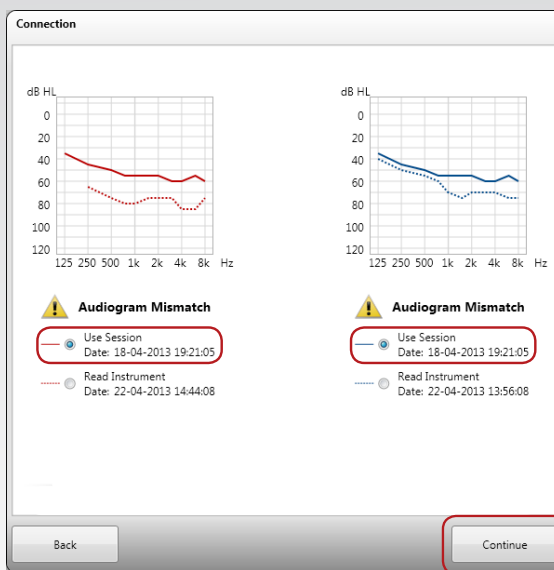 Connection
dB HL
0
20
40
60
80
100
120
125 250 500 1k 2k 4k 8k Hz
Audiogram Mismatch
Use Session
Date: 18-04-2013 19:21:05
Read Instrument
Date: 22-04-2013 14:44:08
dB HL
0
20
40
60
80
100
120
125 250 500 1k 2k 4k 8k Hz
Audiogram Mismatch
Use Session
Date: 18-04-2013 19:21:05
Read Instrument
Date: 22-04-2013 13:56:08
Back
Continue